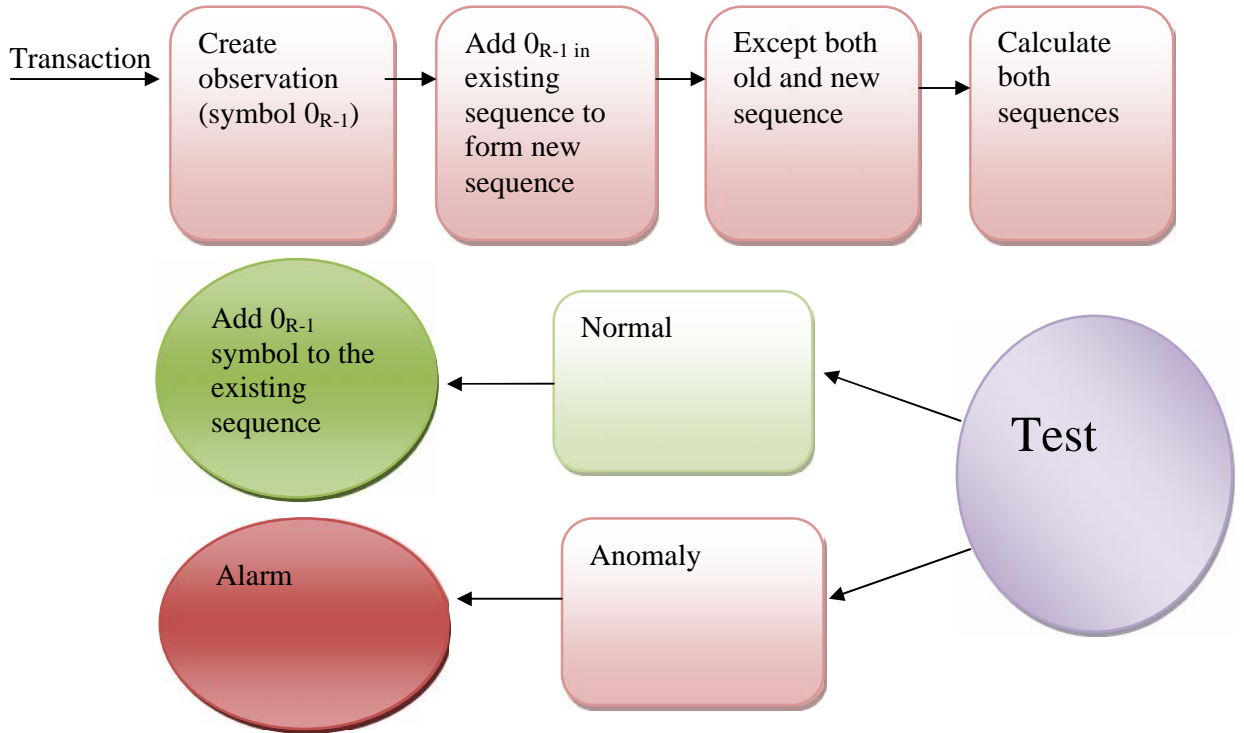 Transaction
Create
observation
(symbol 0R-1)
Add 0R-1 in
existing
sequence to
form new
sequence
Except both
old and new
sequence
Calculate
both
sequences
Add 0R-1
symbol to the
existing
sequence
Normal
Test
Alarm
Anomaly